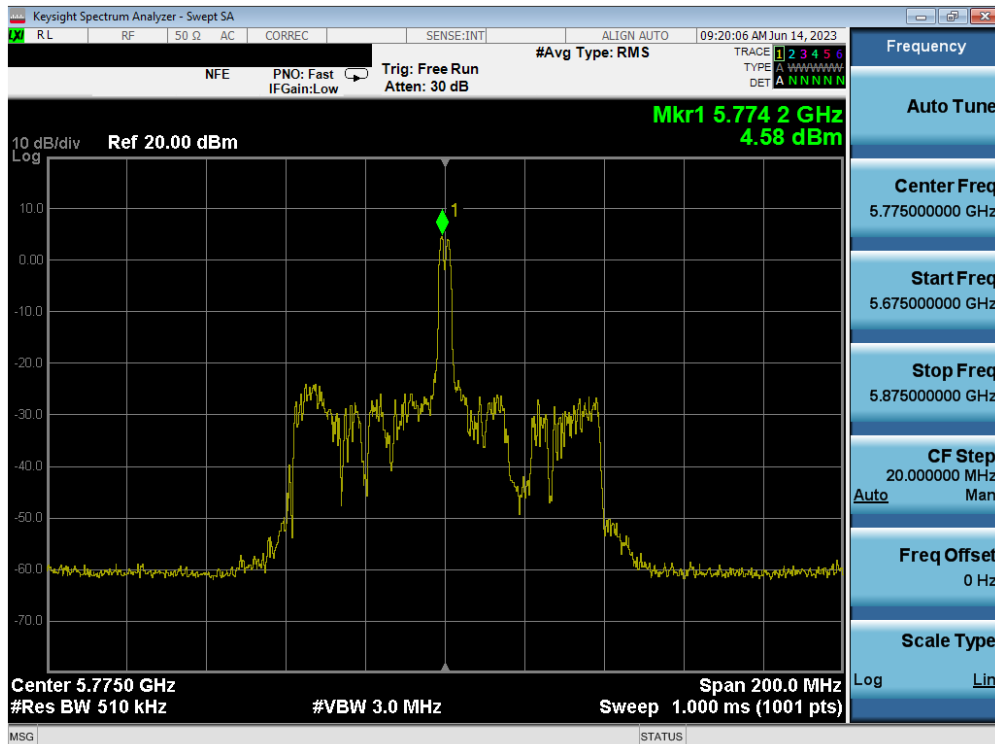 Keysight Spectrum Analyzer - Swept SA
LXI RL RF 50 Ω AC CORREC SENSE:INT ALIGN AUTO 09:20:06 AM Jun 14, 2023
NFE PNO: Fast Trig: Free Run #Avg Type: RMS TRACE 1 2 3 4 5 6
IFGain:Low Atten: 30 dB TYPE A WWWWW
DET A N N N N N
Frequency
Mkr1 5.774 2 GHz
4.58 dBm
10 dB/div Ref 20.00 dBm
Log
1
10.0
0.00
-10.0
-20.0
-30.0
-40.0
-50.0
-60.0
-70.0
Center 5.7750 GHz Span 200.0 MHz
#Res BW 510 kHz #VBW 3.0 MHz Sweep 1.000 ms (1001 pts)
Auto Tune
Center Freq
5.775000000 GHz
Start Freq
5.675000000 GHz
Stop Freq
5.875000000 GHz
CF Step
20.000000 MHz
Auto Man
Freq Offset
0 Hz
Scale Type
Log Lin
MSG STATUS